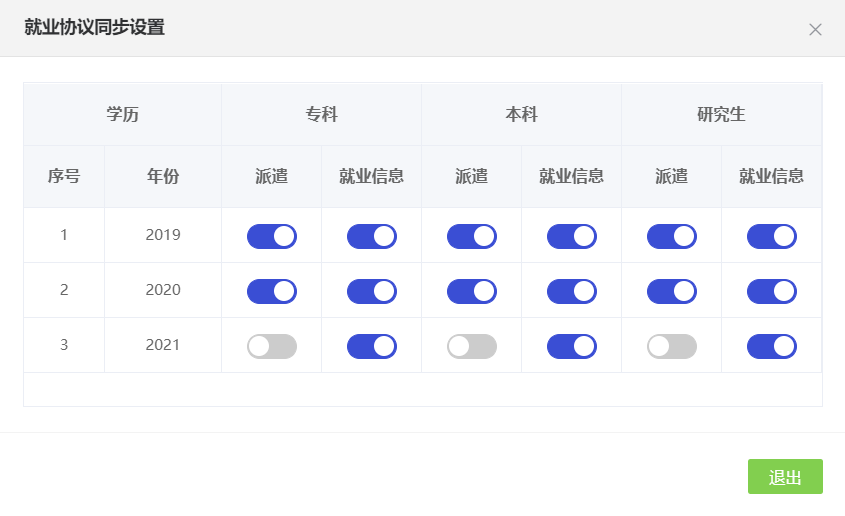 就业协议同步设置
学历 专科 本科 研究生
序号 年份 派遣 就业信息 派遣 就业信息 派遣 就业信息
1 2019
2 2020
3 2021
退出